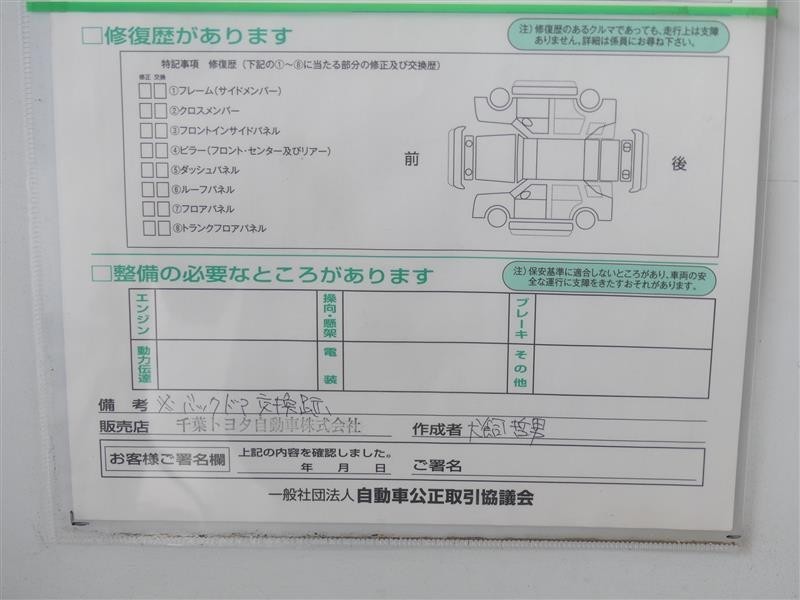 □修復歴があります
注）修復歴のあるクルマであっても、走行上は支障
ありません。詳細は係員にお尋ね下さい。
特記事項 修復歴（下記の①～⑧に当たる部分の修正及び交換歴）
修正 交換
□□①フレーム（サイドメンバー）
□□②クロスメンバー
□□③フロントインサイドパネル
□□④ピラー（フロント・センター及びリアー）
□□⑤ダッシュパネル
□□⑥ルーフパネル
□□⑦フロアパネル
□□⑧トランクフロアパネル
前
後
□整備の必要なところがあります
注）保安基準に適合しないところがあり、車両の安
全な運行に支障をきたすおそれがあります。
エンジン
操向・懸架
ブレーキ
動力伝達
電装
その他
備考 ※バックドア交換跡、
販売店 千葉トヨタ自動車株式会社 作成者 犬飼哲男
お客様ご署名欄
上記の内容を確認しました。
年 月 日 ご署名
一般社団法人 自動車公正取引協議会